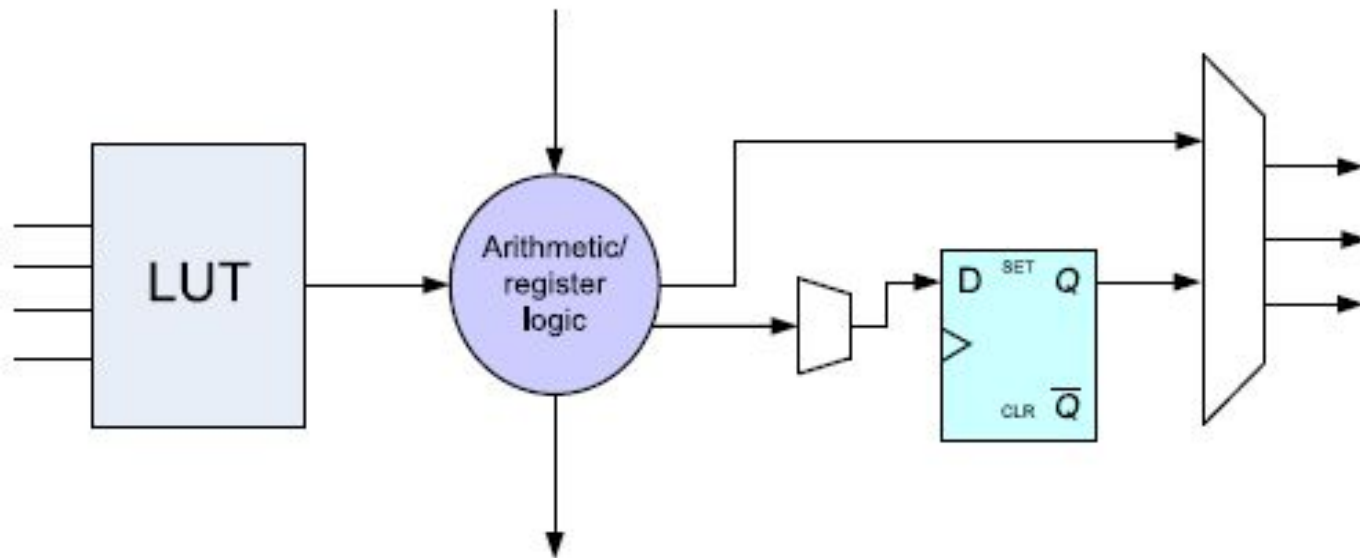 LUT
Arithmetic/
register
logic
D
SET
Q
CLR
Q̅